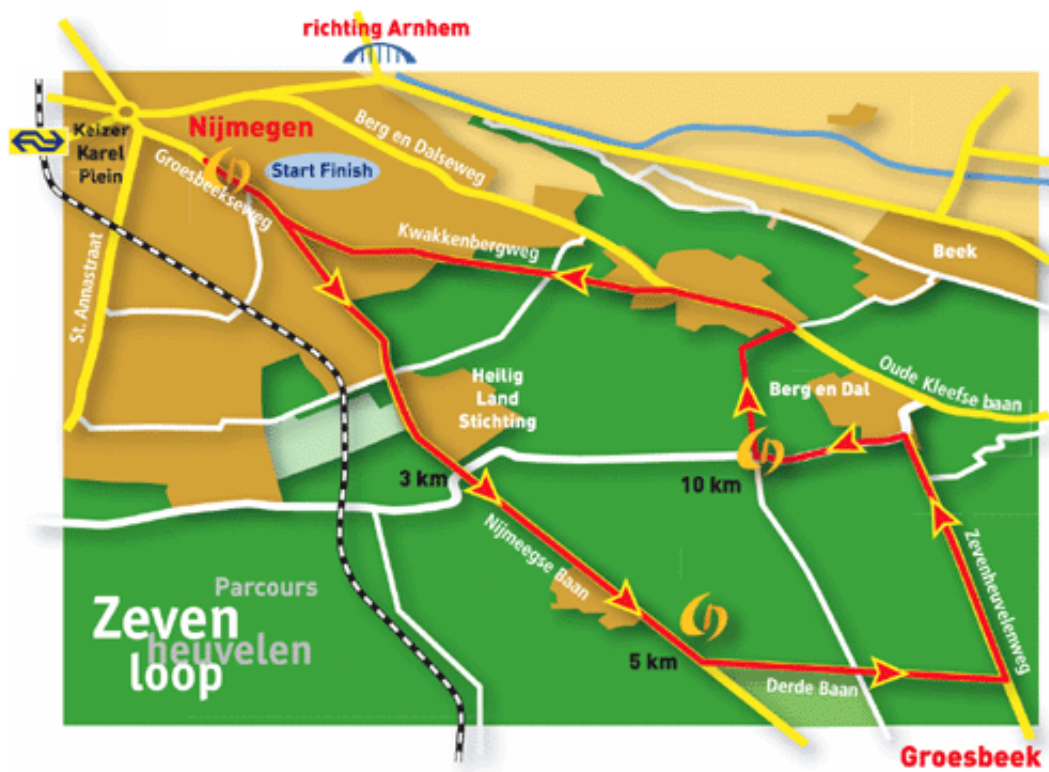 richting Arnhem
Nijmegen
Keizer
Karel
Plein
Start Finish
Berg en Dalseweg
Groesbeekseweg
Kwakkenbergweg
St. Annastraat
Beek
Heilig
Land
Stichting
Berg en Dal
Oude Kleefse baan
3 km
10 km
Nijmeegse Baan
Zevenheuvelenweg
Parcours
Zeven
heuvelen
loop
5 km
Derde Baan
Groesbeek